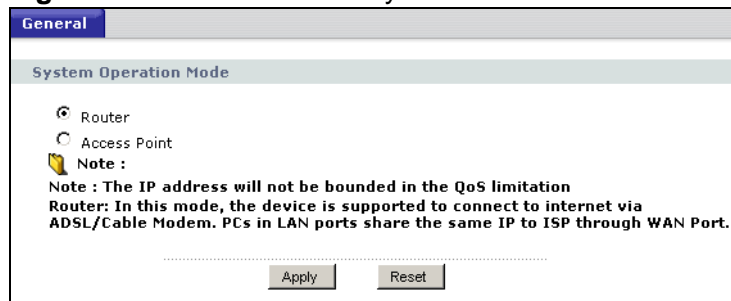 General
System Operation Mode
Router
Access Point
Note :
Note : The IP address will not be bounded in the QoS limitation
Router: In this mode, the device is supported to connect to internet via
ADSL/Cable Modem. PCs in LAN ports share the same IP to ISP through WAN Port.
Apply Reset